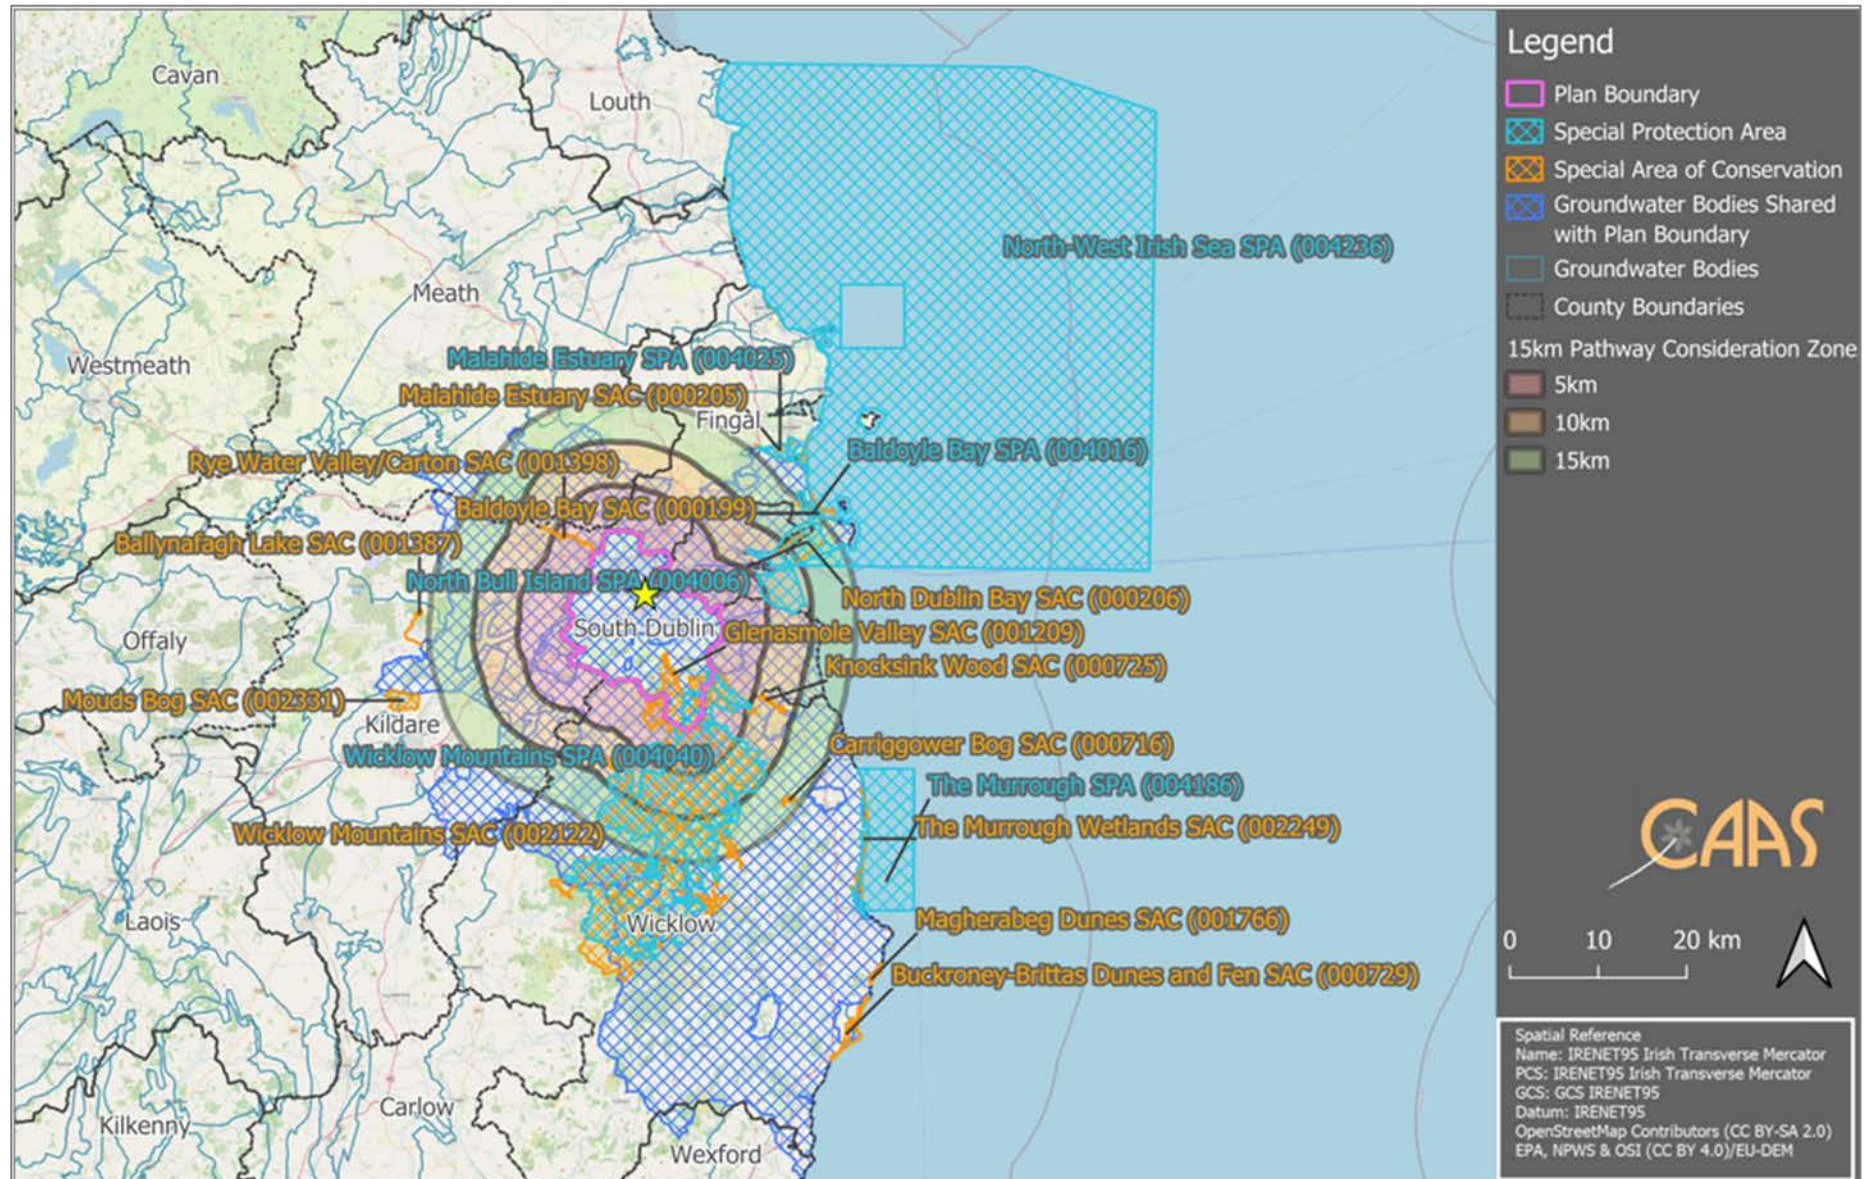 Cavan
Louth
North-West Irish Sea SPA (004236)
Meath
Malahide Estuary SPA (004025)
Westmeath
Malahide Estuary SAC (000205)
Fingal
Baldoyle Bay SPA (004016)
Rye Water Valley/Carton SAC (001398)
Baldoyle Bay SAC (000199)
Ballynafagh Lake SAC (001387)
North Bull Island SPA (004006)
North Dublin Bay SAC (000206)
South Dublin
Glenasmole Valley SAC (001209)
Offaly
Knocksink Wood SAC (000725)
Mouds Bog SAC (002331)
Kildare
Carriggower Bog SAC (000716)
Wicklow Mountains SPA (004040)
The Murrough SPA (004186)
Wicklow Mountains SAC (002122)
The Murrough Wetlands SAC (002249)
Laois
Wicklow
Magherabeg Dunes SAC (001766)
Buckroney-Brittas Dunes and Fen SAC (000729)
Carlow
Kilkenny
Wexford
Legend
Plan Boundary
Special Protection Area
Special Area of Conservation
Groundwater Bodies Shared
with Plan Boundary
Groundwater Bodies
County Boundaries
15km Pathway Consideration Zone
5km
10km
15km
CAAS
0 10 20 km
Spatial Reference
Name: IRENET95 Irish Transverse Mercator
PCS: IRENET95 Irish Transverse Mercator
GCS: GCS IRENET95
Datum: IRENET95
OpenStreetMap Contributors (CC BY-SA 2.0)
EPA, NPWS & OSI (CC BY 4.0)/EU-DEM